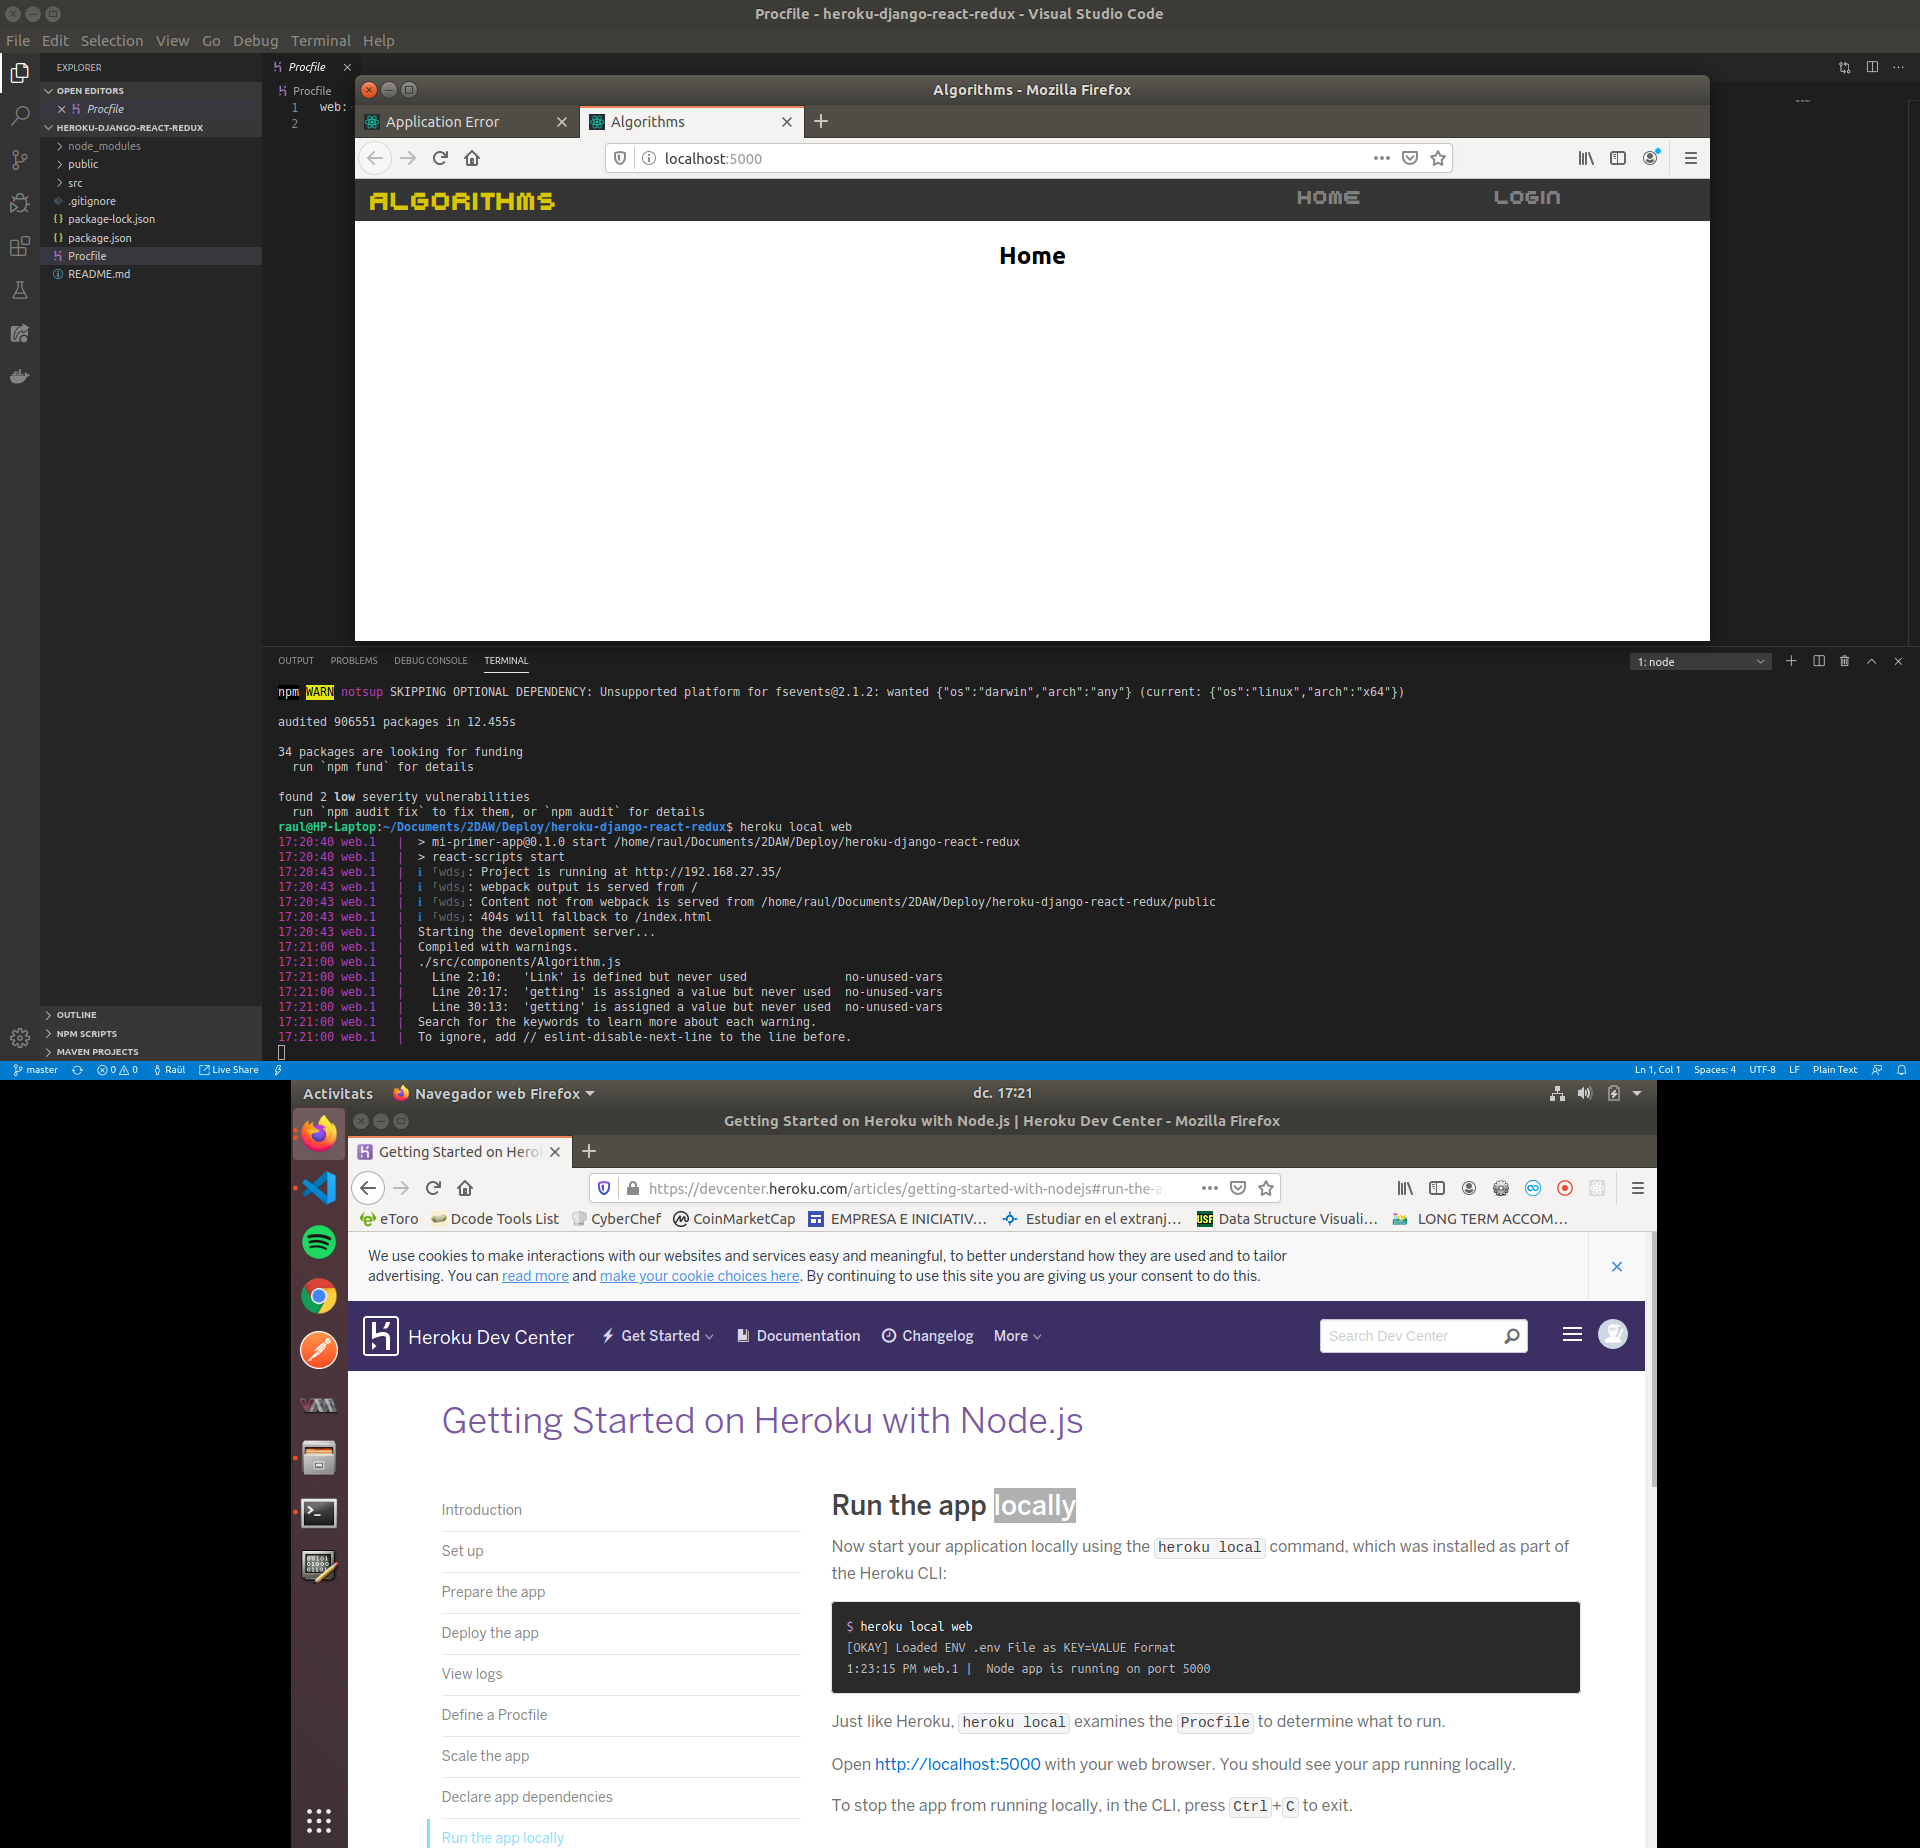 Procfile - heroku-django-react-redux - Visual Studio Code
File Edit Selection View Go Debug Terminal Help
EXPLORER
OPEN EDITORS
Procfile
HEROKU-DJANGO-REACT-REDUX
node_modules
public
src
.gitignore
package-lock.json
package.json
Procfile
README.md
OUTLINE
NPM SCRIPTS
MAVEN PROJECTS
Procfile
Procfile
1 web:
2
Algorithms - Mozilla Firefox
Application Error
Algorithms
localhost:5000
ALGORITHMS HOME LOGIN
Home
OUTPUT PROBLEMS DEBUG CONSOLE TERMINAL
1: node
npm WARN notsup SKIPPING OPTIONAL DEPENDENCY: Unsupported platform for fsevents@2.1.2: wanted {"os":"darwin","arch":"any"} (current: {"os":"linux","arch":"x64"})
audited 906551 packages in 12.455s
34 packages are looking for funding
run `npm fund` for details
found 2 low severity vulnerabilities
run `npm audit fix` to fix them, or `npm audit` for details
raul@HP-Laptop:~/Documents/2DAW/Deploy/heroku-django-react-redux$ heroku local web
17:20:40 web.1 | > mi-primer-app@0.1.0 start /home/raul/Documents/2DAW/Deploy/heroku-django-react-redux
17:20:40 web.1 | > react-scripts start
17:20:43 web.1 | ℹ ｢wds｣: Project is running at http://192.168.27.35/
17:20:43 web.1 | ℹ ｢wds｣: webpack output is served from /
17:20:43 web.1 | ℹ ｢wds｣: Content not from webpack is served from /home/raul/Documents/2DAW/Deploy/heroku-django-react-redux/public
17:20:43 web.1 | ℹ ｢wds｣: 404s will fallback to /index.html
17:20:43 web.1 | Starting the development server...
17:21:00 web.1 | Compiled with warnings.
17:21:00 web.1 | ./src/components/Algorithm.js
17:21:00 web.1 | Line 2:10: 'Link' is defined but never used no-unused-vars
17:21:00 web.1 | Line 20:17: 'getting' is assigned a value but never used no-unused-vars
17:21:00 web.1 | Line 30:13: 'getting' is assigned a value but never used no-unused-vars
17:21:00 web.1 | Search for the keywords to learn more about each warning.
17:21:00 web.1 | To ignore, add // eslint-disable-next-line to the line before.
master 0 0 Raül Live Share Ln 1, Col 1 Spaces: 4 UTF-8 LF Plain Text
Activitats Navegador web Firefox dc. 17:21
Getting Started on Heroku with Node.js | Heroku Dev Center - Mozilla Firefox
Getting Started on Herok
https://devcenter.heroku.com/articles/getting-started-with-nodejs#run-the-a
eToro Dcode Tools List CyberChef CoinMarketCap EMPRESA E INICIATIV… Estudiar en el extranj… Data Structure Visuali… LONG TERM ACCOM…
We use cookies to make interactions with our websites and services easy and meaningful, to better understand how they are used and to tailor
advertising. You can read more and make your cookie choices here. By continuing to use this site you are giving us your consent to do this.
Heroku Dev Center Get Started Documentation Changelog More Search Dev Center
Getting Started on Heroku with Node.js
Introduction
Set up
Prepare the app
Deploy the app
View logs
Define a Procfile
Scale the app
Declare app dependencies
Run the app locally
Run the app locally
Now start your application locally using the heroku local command, which was installed as part of
the Heroku CLI:
$ heroku local web
[OKAY] Loaded ENV .env File as KEY=VALUE Format
1:23:15 PM web.1 | Node app is running on port 5000
Just like Heroku, heroku local examines the Procfile to determine what to run.
Open http://localhost:5000 with your web browser. You should see your app running locally.
To stop the app from running locally, in the CLI, press Ctrl+C to exit.